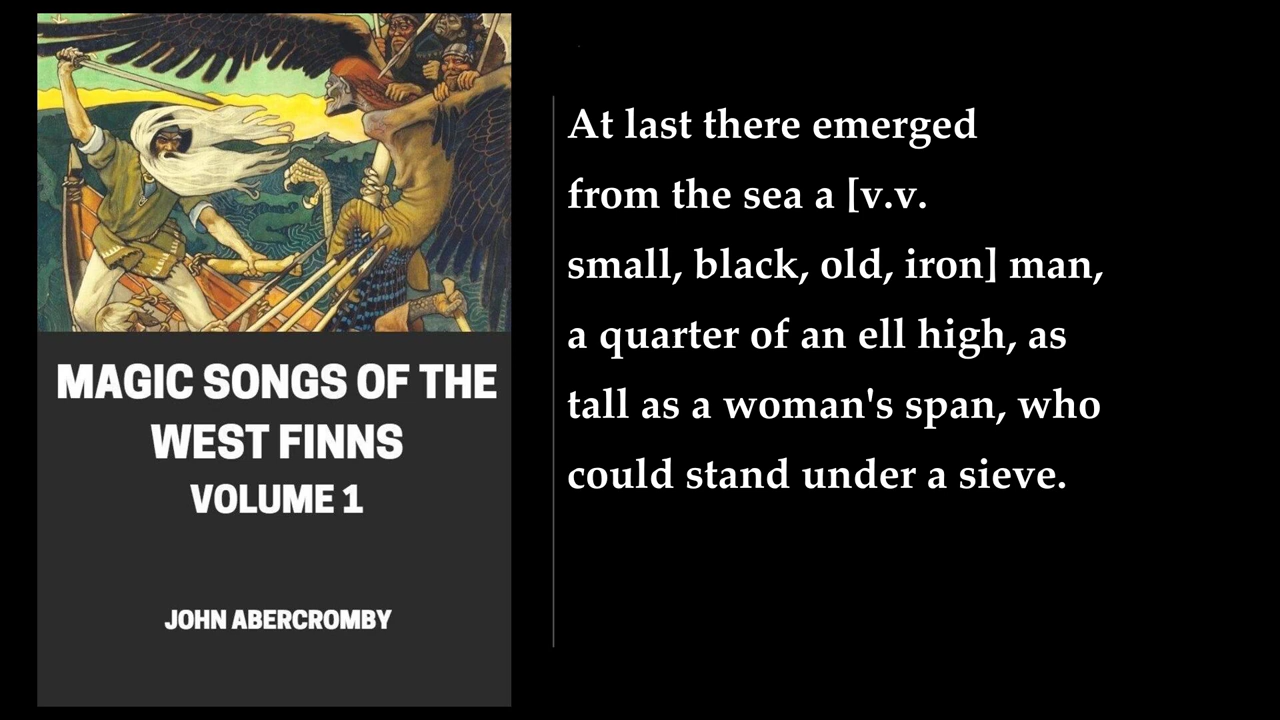 MAGIC SONGS OF THE
WEST FINNS
VOLUME 1
JOHN ABERCROMBY
At last there emerged
from the sea a [v.v.
small, black, old, iron] man,
a quarter of an ell high, as
tall as a woman's span, who
could stand under a sieve.